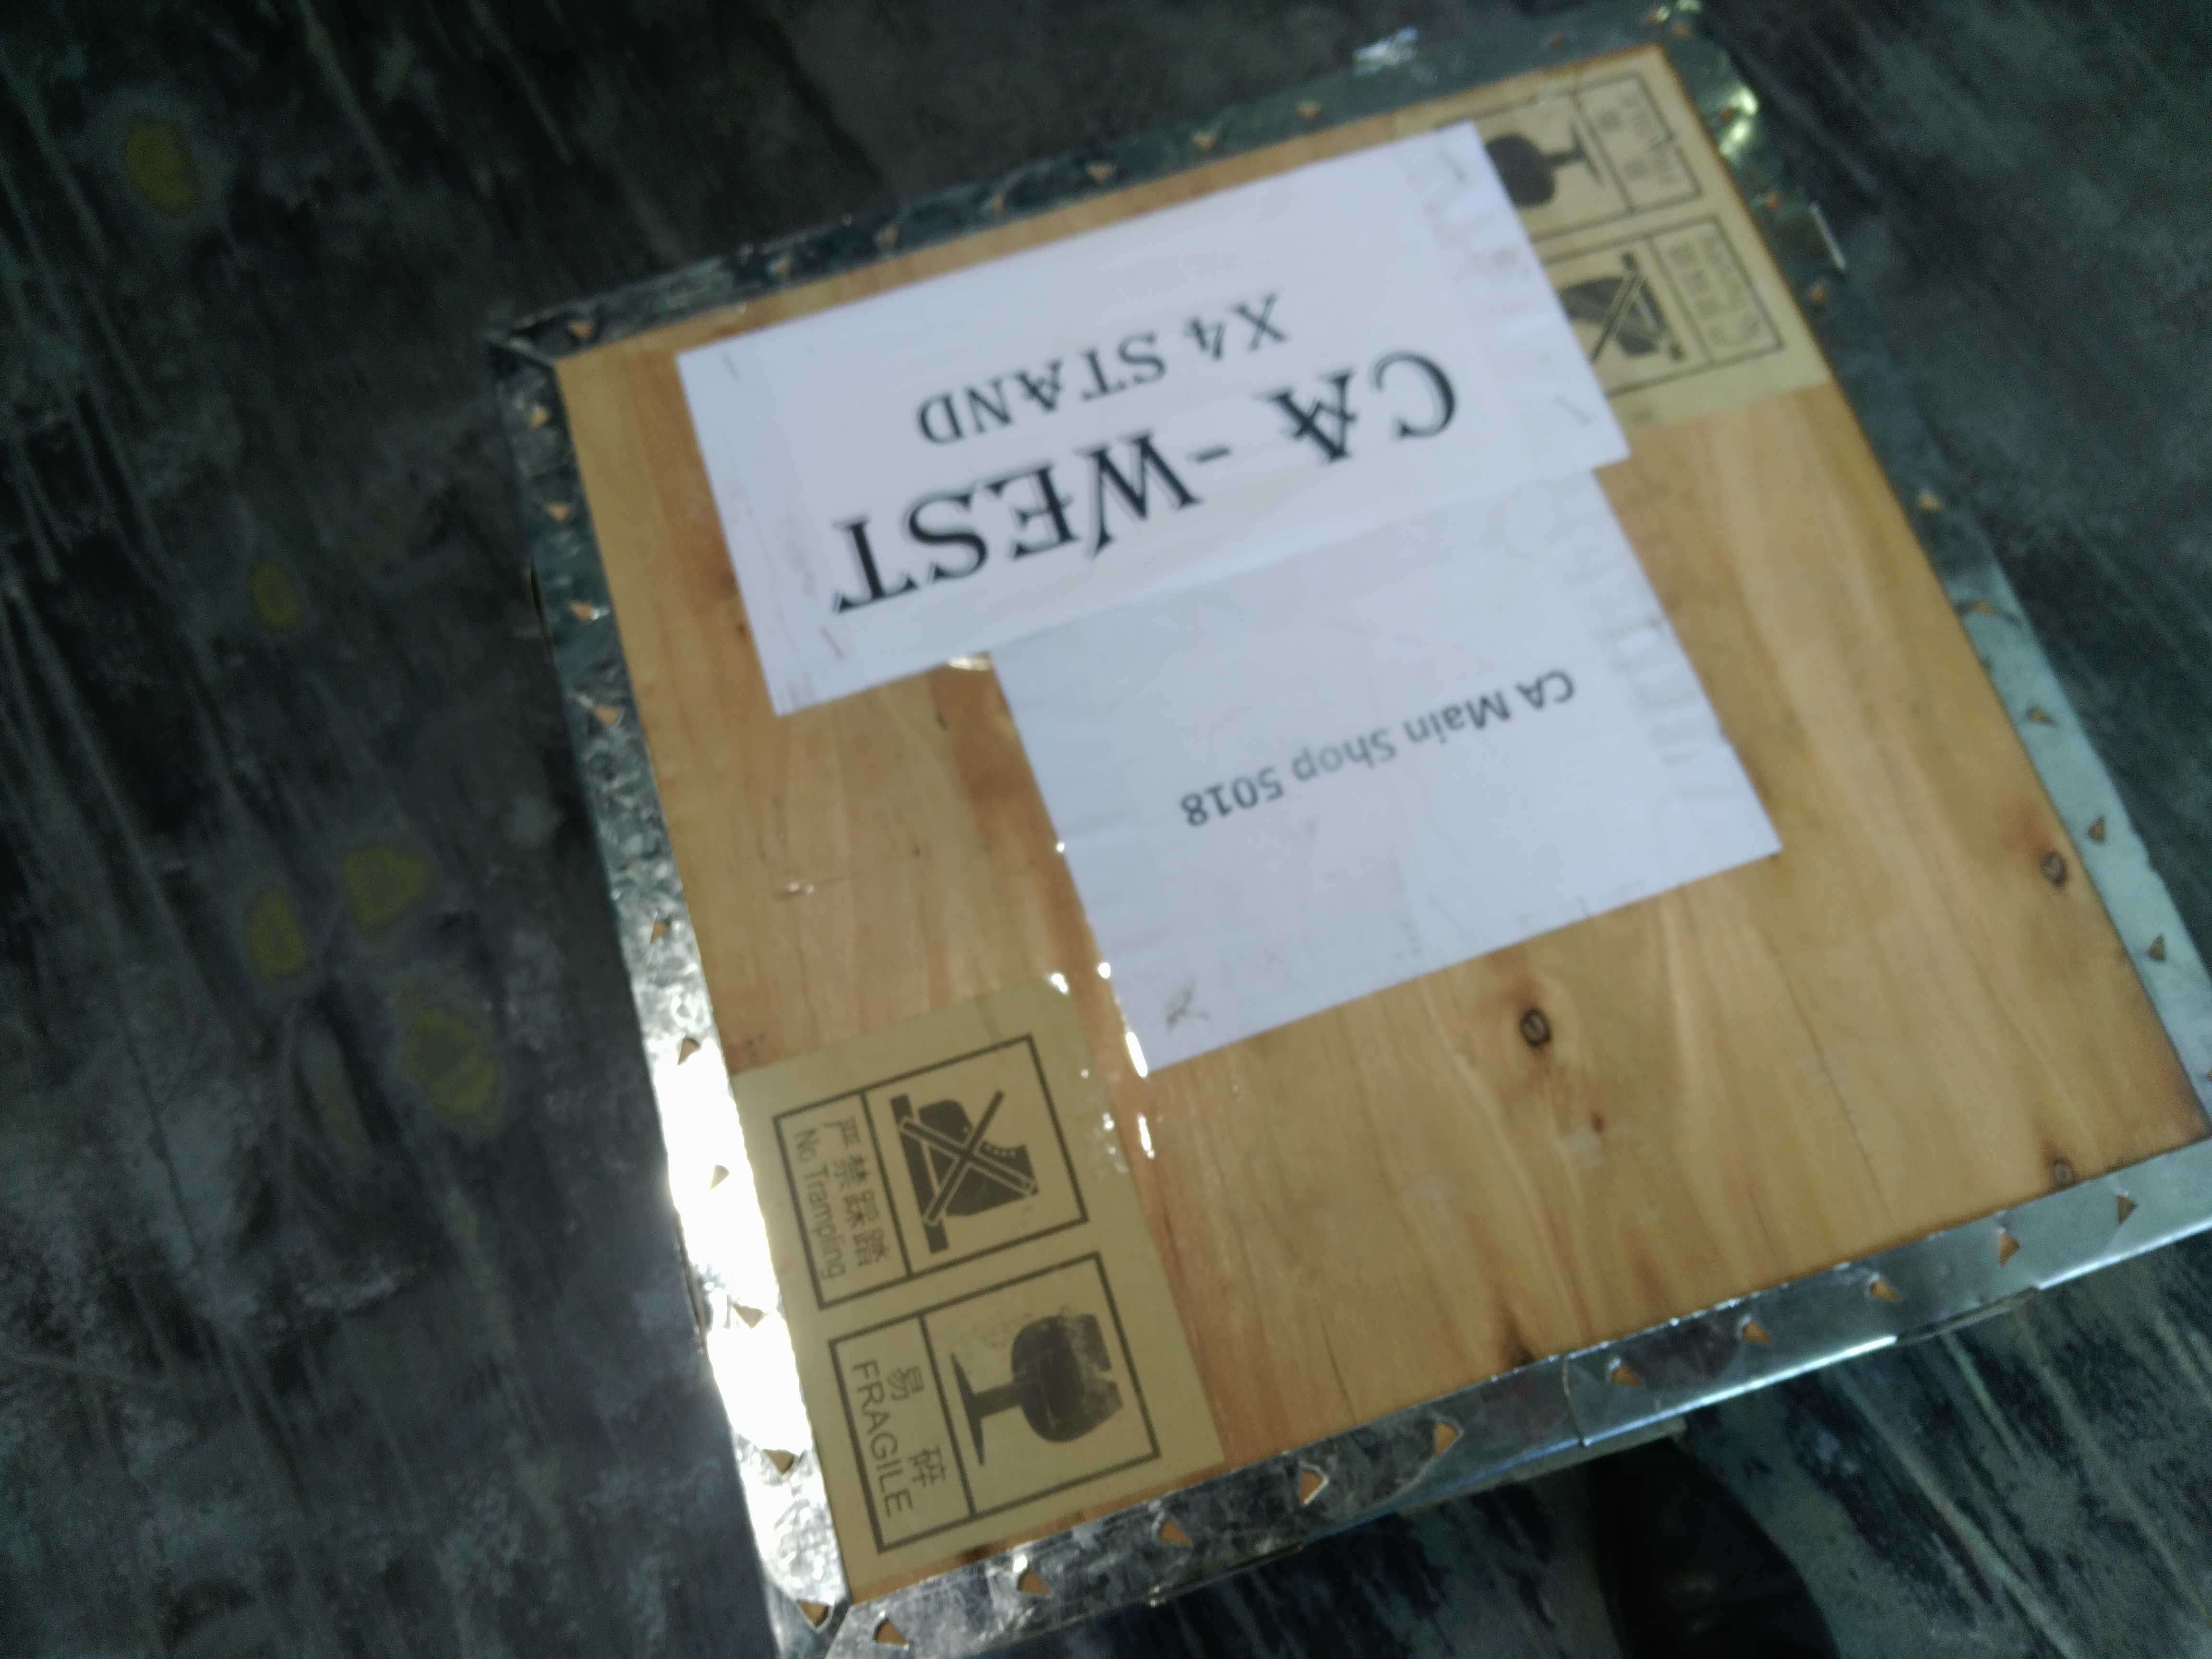 CA Main Shop 5018
CA -WEST
X4 STAND
严禁踩踏
No Trampling
易 碎
FRAGILE